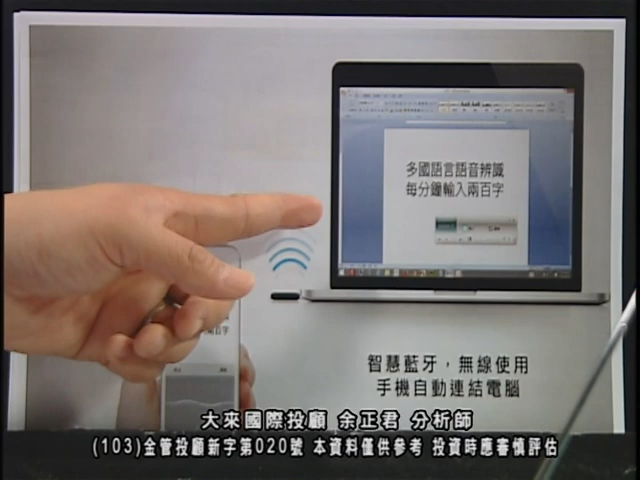 多國語言語音辨識
每分鐘輸入兩百字
智慧藍牙，無線使用
手機自動連結電腦
大來國際投顧 余正君 分析師
(103)金管投顧新字第020號 本資料僅供參考 投資時應審慎評估